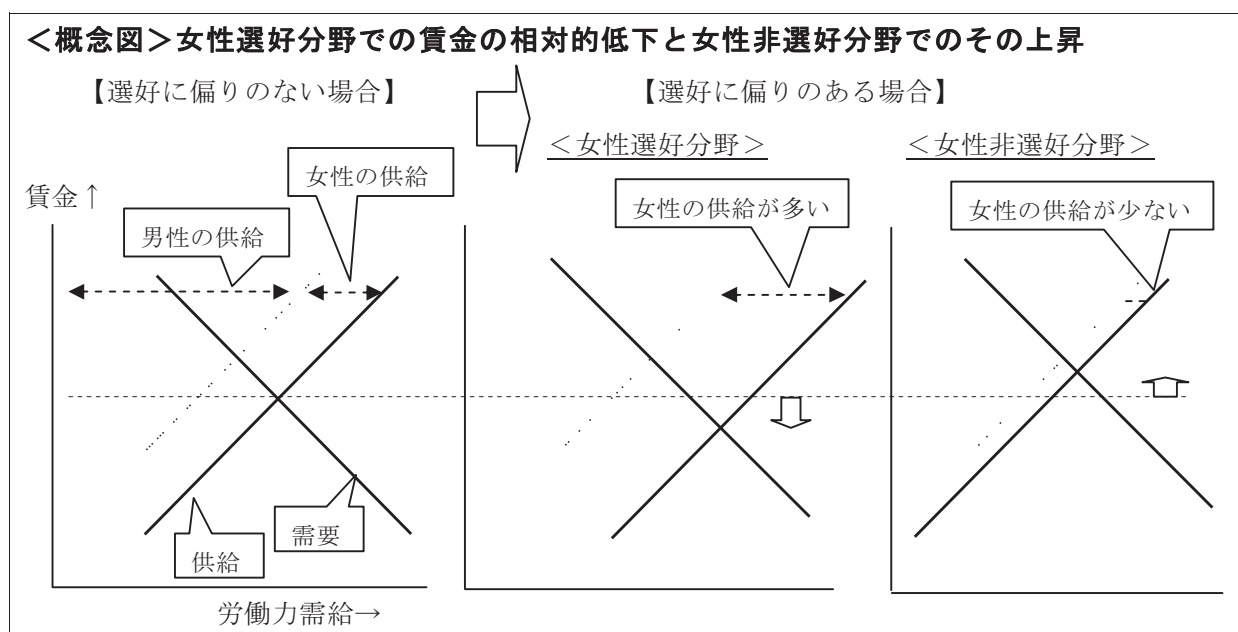 ＜概念図＞女性選好分野での賃金の相対的低下と女性非選好分野でのその上昇
【選好に偏りのない場合】
【選好に偏りのある場合】
＜女性選好分野＞
＜女性非選好分野＞
賃金↑
男性の供給
女性の供給
女性の供給が多い
女性の供給が少ない
供給
需要
労働力需給→